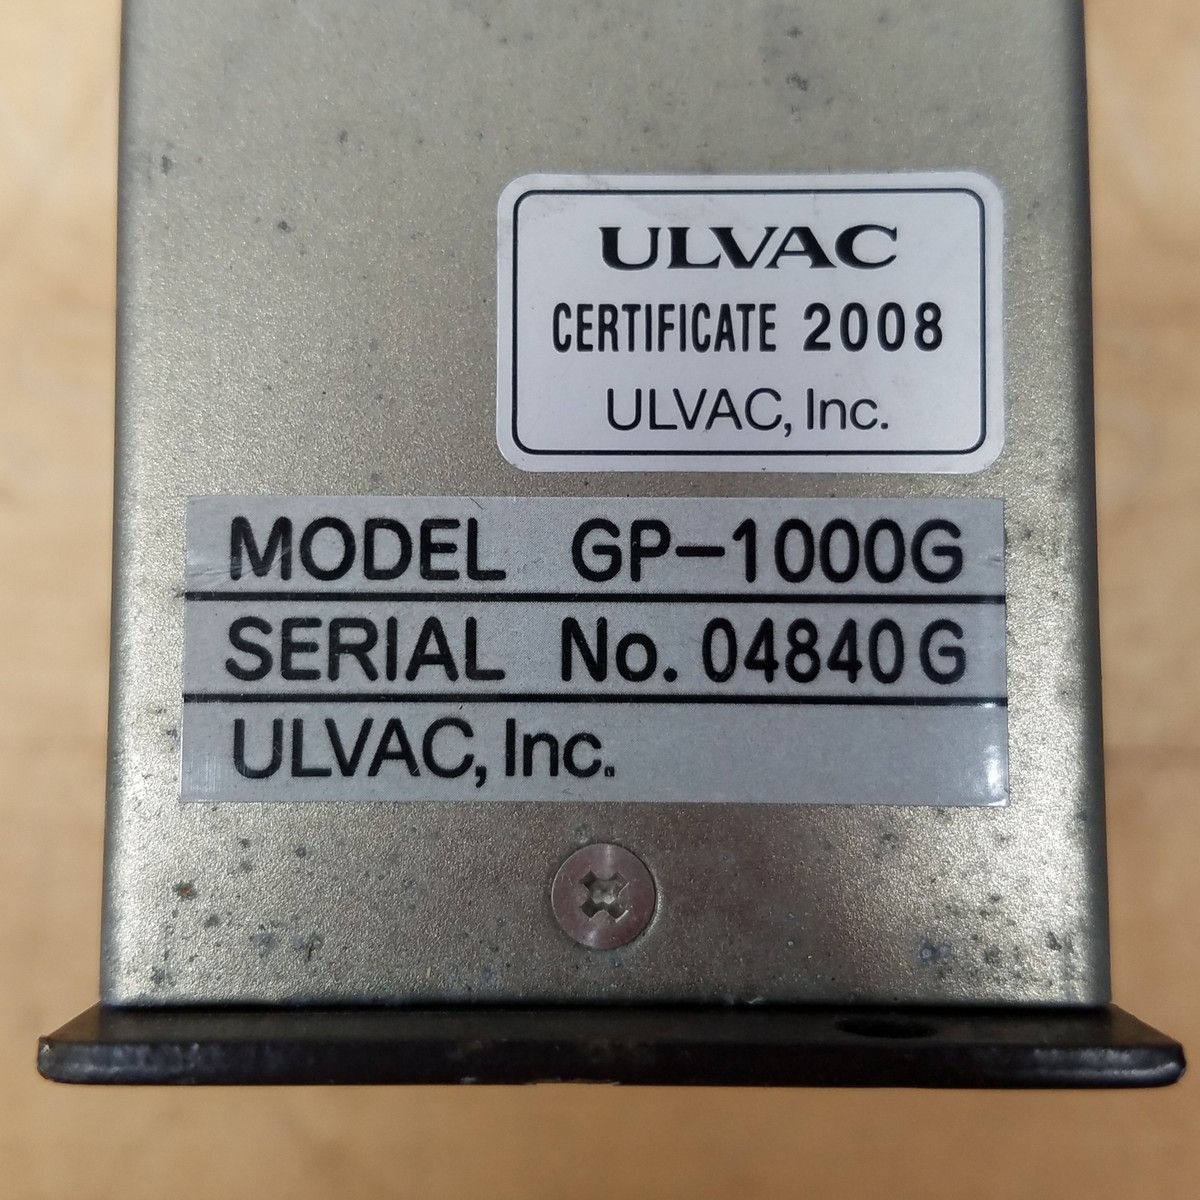 ULVAC
CERTIFICATE 2008
ULVAC, Inc.
MODEL GP-1000G
SERIAL No. 04840G
ULVAC, Inc.